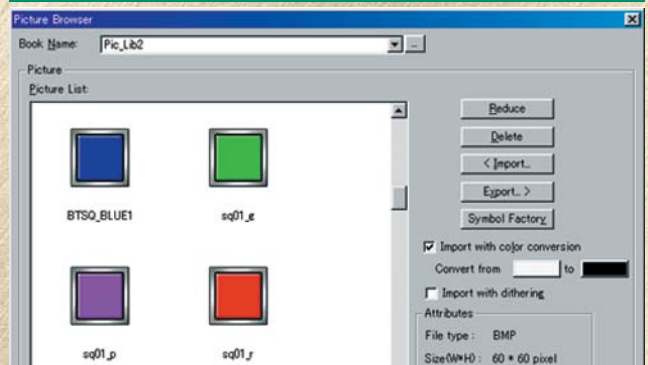 Picture Browser
Book Name: Pic_Lib2
...
Picture
Picture List:
Reduce
Delete
< Import..
Export.. >
Symbol Factory
BTSQ_BLUE1 sq01_g
Import with color conversion
Convert from to
Import with dithering
Attributes
File type : BMP
sq01_p sq01_r
Size(W*H) : 60 * 60 pixel